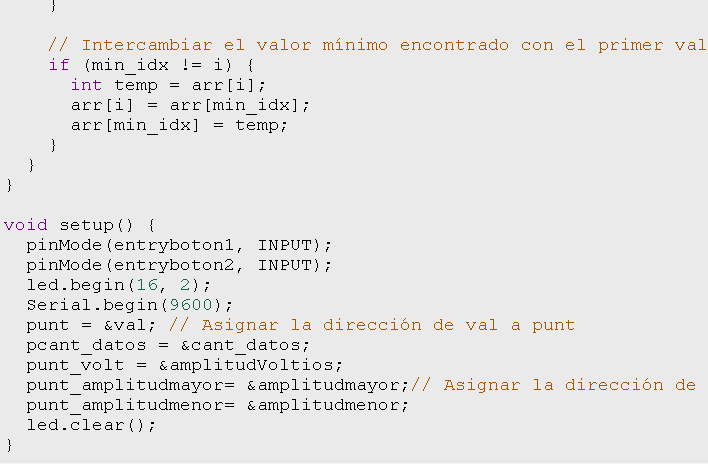 }
// Intercambiar el valor mínimo encontrado con el primer val
if (min_idx != i) {
int temp = arr[i];
arr[i] = arr[min_idx];
arr[min_idx] = temp;
}
}
}
void setup() {
pinMode(entryboton1, INPUT);
pinMode(entryboton2, INPUT);
led.begin(16, 2);
Serial.begin(9600);
punt = &val; // Asignar la dirección de val a punt
pcant_datos = &cant_datos;
punt_volt = &amplitudVoltios;
punt_amplitudmayor= &amplitudmayor;// Asignar la dirección de
punt_amplitudmenor= &amplitudmenor;
led.clear();
}